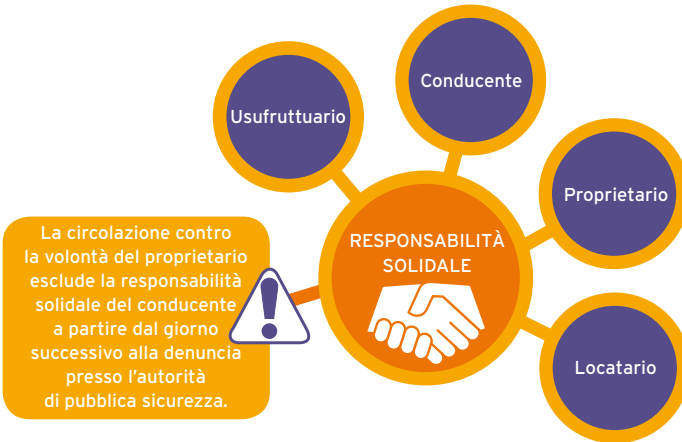 Conducente
Usufruttuario
Proprietario
RESPONSABILITÀ
SOLIDALE
Locatario
La circolazione contro
la volontà del proprietario
esclude la responsabilità
solidale del conducente
a partire dal giorno
successivo alla denuncia
presso l'autorità
di pubblica sicurezza.